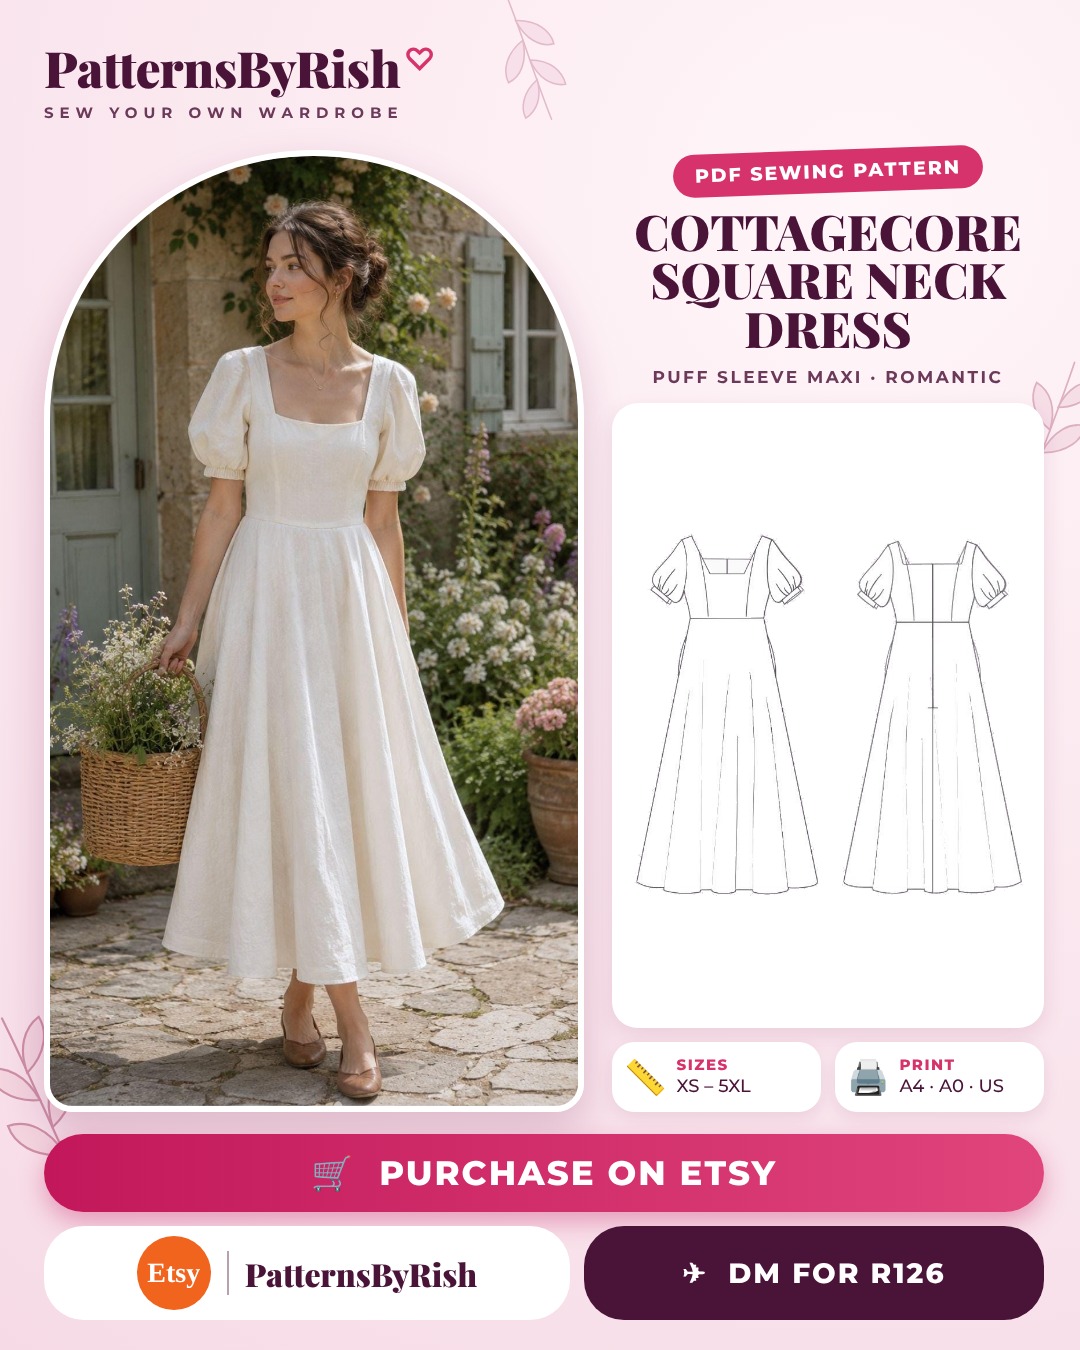 PatternsByRish
SEW YOUR OWN WARDROBE
PDF SEWING PATTERN
COTTAGECORE
SQUARE NECK
DRESS
PUFF SLEEVE MAXI · ROMANTIC
SIZES
XS – 5XL
PRINT
A4 · A0 · US
PURCHASE ON ETSY
Etsy
PatternsByRish
DM FOR R126